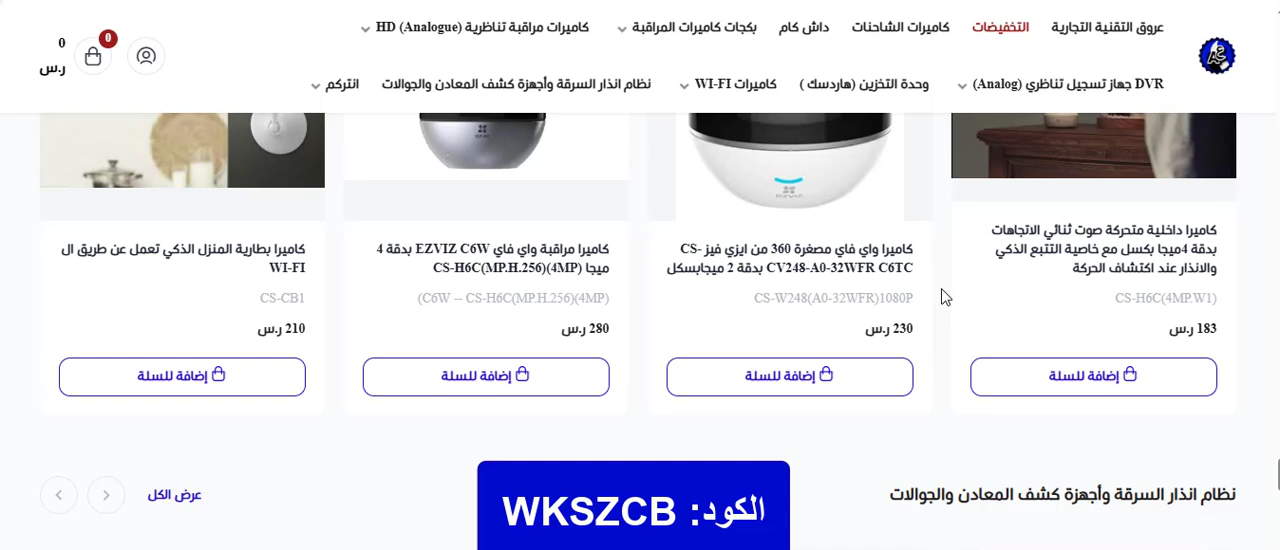 عروق التقنية التجارية
التخفيضات
كاميرات الشاحنات
داش كام
بكجات كاميرات المراقبة
كاميرات مراقبة تناظرية HD (Analogue)
0
0
ر.س
DVR جهاز تسجيل تناظري (Analog)
وحدة التخزين (هاردسك )
كاميرات WI-FI
نظام انذار السرقة وأجهزة كشف المعادن والجوالات
انتركم
كاميرا داخلية متحركة صوت ثنائي الاتجاهات
بدقة 4ميجا بكسل مع خاصية التتبع الذكي
والانذار عند اكتشاف الحركة
CS-H6C(4MP.W1)
183 ر.س
إضافة للسلة
كاميرا واي فاي مصغرة 360 من ايزي فيز CS-
CV248-A0-32WFR C6TC بدقة 2 ميجابسكل
CS-W248(A0-32WFR)1080P
230 ر.س
إضافة للسلة
كاميرا مراقبة واي فاي EZVIZ C6W بدقة 4
ميجا CS-H6C(MP.H.256)(4MP)
(C6W -- CS-H6C(MP.H.256)(4MP)
280 ر.س
إضافة للسلة
كاميرا بطارية المنزل الذكي تعمل عن طريق ال
WI-FI
CS-CB1
210 ر.س
إضافة للسلة
نظام انذار السرقة وأجهزة كشف المعادن والجوالات
عرض الكل
الكود: WKSZCB